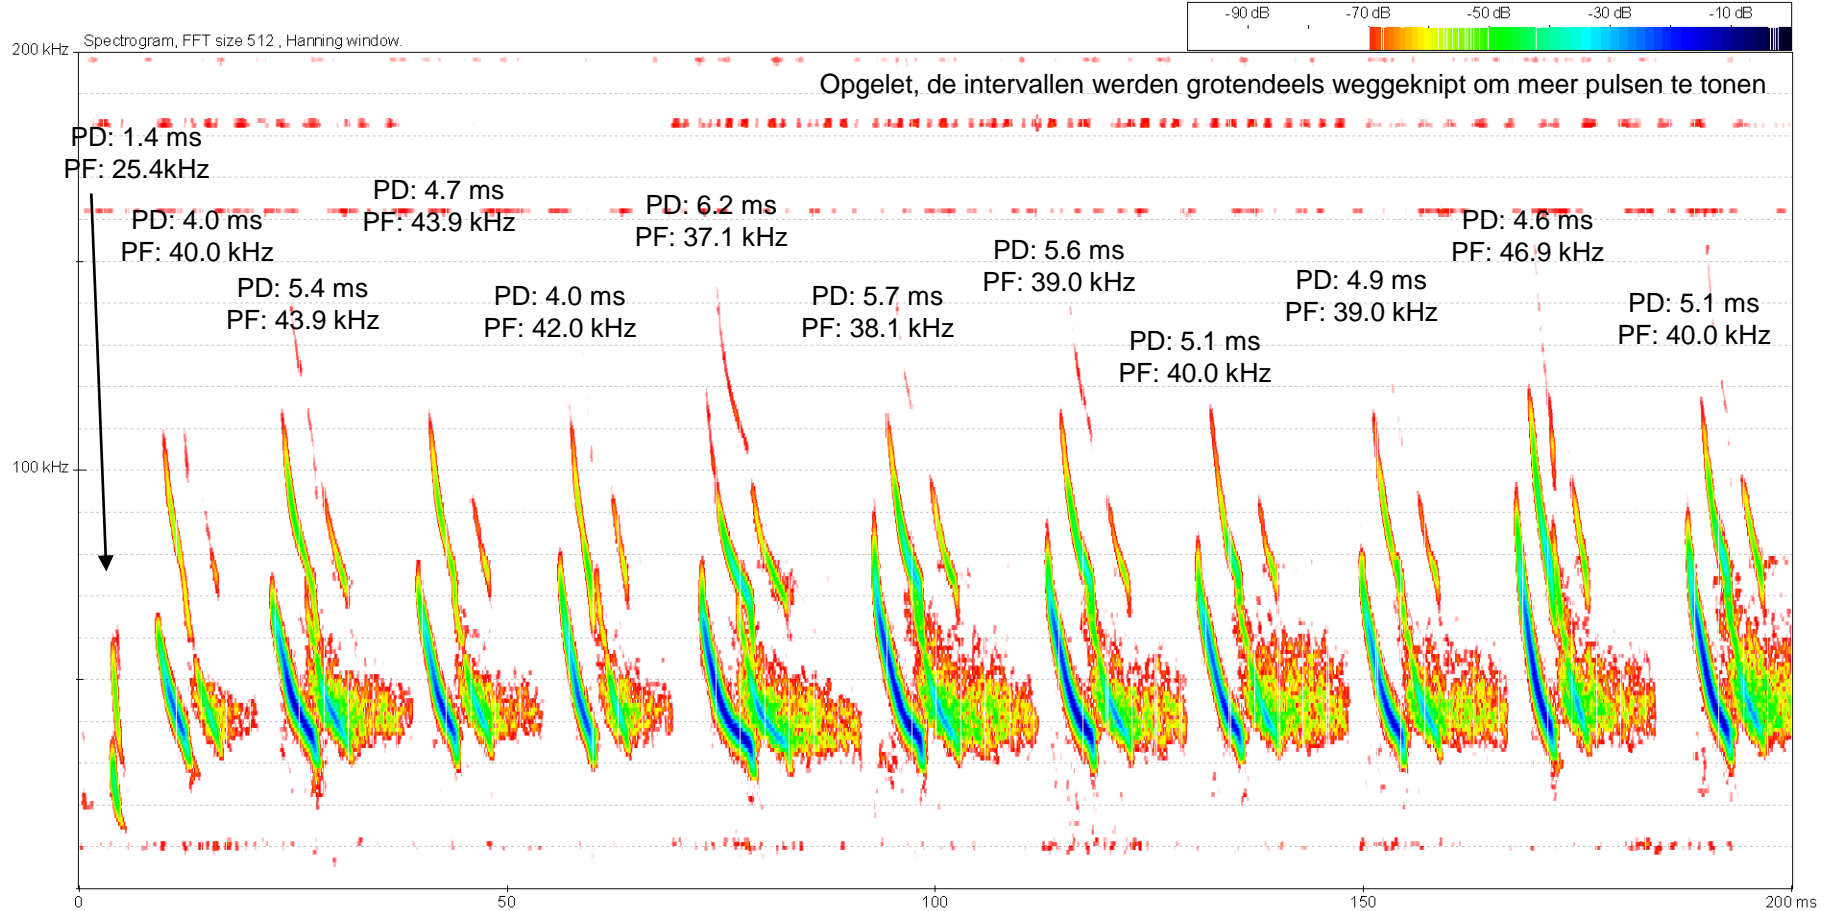 -90 dB -70 dB -50 dB -30 dB -10 dB
Spectrogram, FFT size 512 , Hanning window.
200 kHz
Opgelet, de intervallen werden grotendeels weggeknipt om meer pulsen te tonen
PD: 1.4 ms
PF: 25.4kHz
PD: 4.0 ms
PF: 40.0 kHz
PD: 5.4 ms
PF: 43.9 kHz
PD: 4.7 ms
PF: 43.9 kHz
PD: 4.0 ms
PF: 42.0 kHz
PD: 6.2 ms
PF: 37.1 kHz
PD: 5.7 ms
PF: 38.1 kHz
PD: 5.6 ms
PF: 39.0 kHz
PD: 5.1 ms
PF: 40.0 kHz
PD: 4.9 ms
PF: 39.0 kHz
PD: 4.6 ms
PF: 46.9 kHz
PD: 5.1 ms
PF: 40.0 kHz
100 kHz
0 50 100 150 200 ms